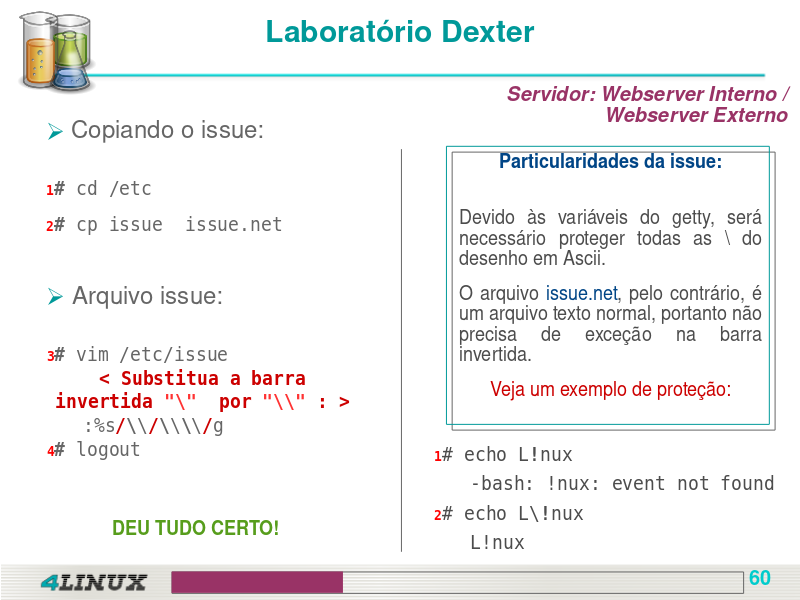 Laboratório Dexter
Servidor: Webserver Interno /
Webserver Externo
Copiando o issue:
1# cd /etc
2# cp issue  issue.net
Arquivo issue:
3# vim /etc/issue
< Substitua a barra
invertida "\"  por "\\" : >
:%s/\\/\\\\/g
4# logout
DEU TUDO CERTO!
Particularidades da issue:
Devido às variáveis do getty, será
necessário proteger todas as \ do
desenho em Ascii.
O arquivo issue.net, pelo contrário, é
um arquivo texto normal, portanto não
precisa de exceção na barra
invertida.
Veja um exemplo de proteção:
1# echo L!nux
-bash: !nux: event not found
2# echo L\!nux
L!nux
4LINUX
60